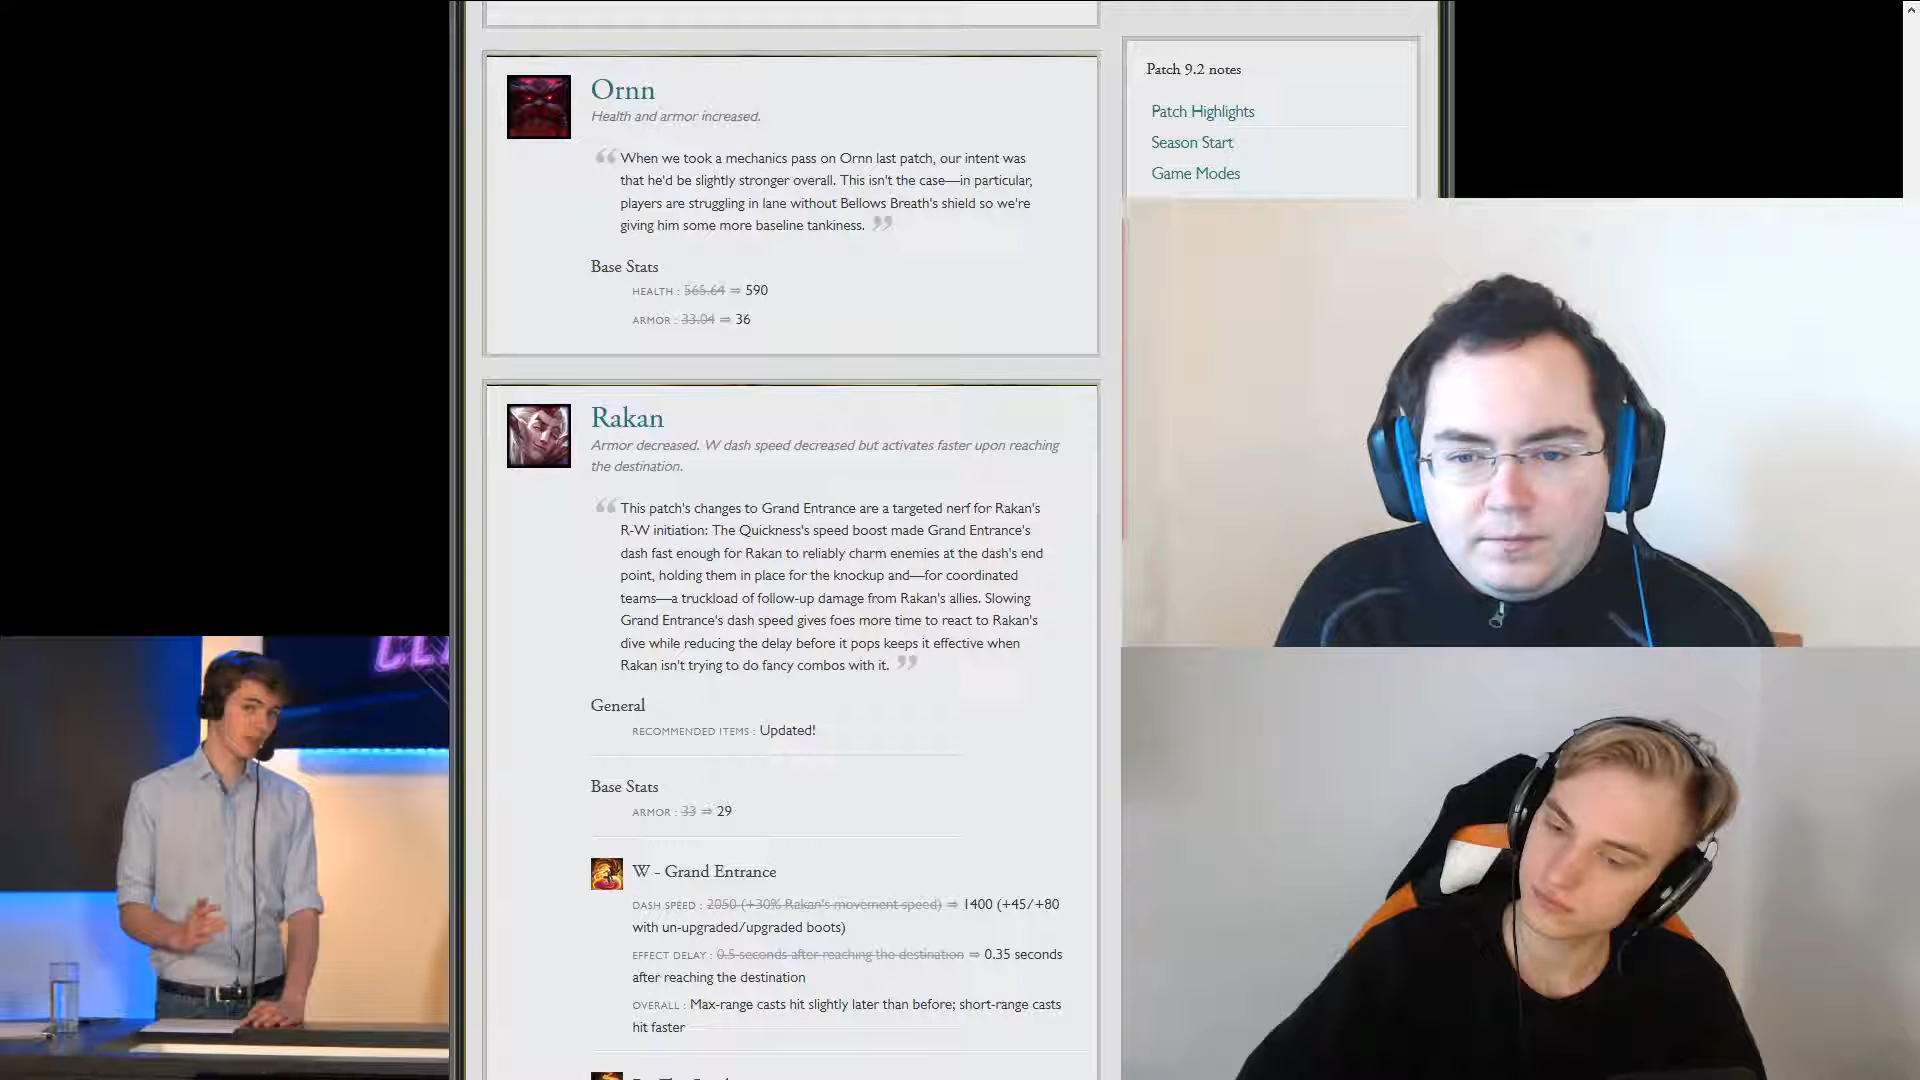 Ornn
Health and armor increased.
When we took a mechanics pass on Ornn last patch, our intent was
that he'd be slightly stronger overall. This isn't the case—in particular,
players are struggling in lane without Bellows Breath's shield so we're
giving him some more baseline tankiness.
Base Stats
HEALTH : 565.64 ⇒ 590
ARMOR : 33.04 ⇒ 36
Rakan
Armor decreased. W dash speed decreased but activates faster upon reaching
the destination.
This patch's changes to Grand Entrance are a targeted nerf for Rakan's
R-W initiation: The Quickness's speed boost made Grand Entrance's
dash fast enough for Rakan to reliably charm enemies at the dash's end
point, holding them in place for the knockup and—for coordinated
teams—a truckload of follow-up damage from Rakan's allies. Slowing
Grand Entrance's dash speed gives foes more time to react to Rakan's
dive while reducing the delay before it pops keeps it effective when
Rakan isn't trying to do fancy combos with it.
General
RECOMMENDED ITEMS : Updated!
Base Stats
ARMOR : 33 ⇒ 29
W - Grand Entrance
DASH SPEED : 2050 (+30% Rakan's movement speed) ⇒ 1400 (+45/+80
with un-upgraded/upgraded boots)
EFFECT DELAY : 0.5 seconds after reaching the destination ⇒ 0.35 seconds
after reaching the destination
OVERALL : Max-range casts hit slightly later than before; short-range casts
hit faster
Patch 9.2 notes
Patch Highlights
Season Start
Game Modes